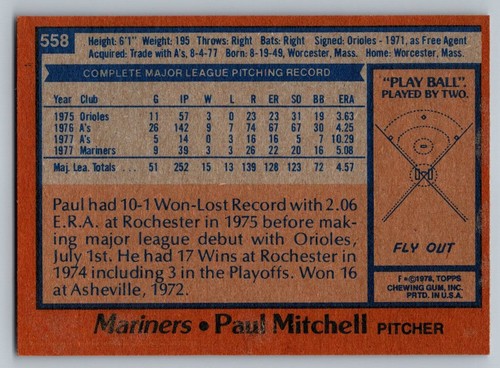 558
Height: 6'1" Weight: 195 Throws: Right Bats: Right Signed: Orioles - 1971, as Free Agent
Acquired: Trade with A's, 8-4-77 Born: 8-19-49, Worcester, Mass. Home: Worcester, Mass.
COMPLETE MAJOR LEAGUE PITCHING RECORD
Year Club G IP W L R ER SO BB ERA
1975 Orioles 11 57 3 0 23 23 31 19 3.63
1976 A's 26 142 9 7 74 67 67 30 4.25
1977 A's 5 14 0 3 16 16 5 7 10.29
1977 Mariners 9 39 3 3 26 22 20 16 5.08
Maj. Lea. Totals ... 51 252 15 13 139 128 123 72 4.57
Paul had 10-1 Won-Lost Record with 2.06
E.R.A. at Rochester in 1975 before mak-
ing major league debut with Orioles,
July 1st. He had 17 Wins at Rochester in
1974 including 3 in the Playoffs. Won 16
at Asheville, 1972.
"PLAY BALL".
PLAYED BY TWO.
FLY OUT
F*©1978, TOPPS
CHEWING GUM, INC.
PRTD. IN U.S.A.
Mariners • Paul Mitchell PITCHER